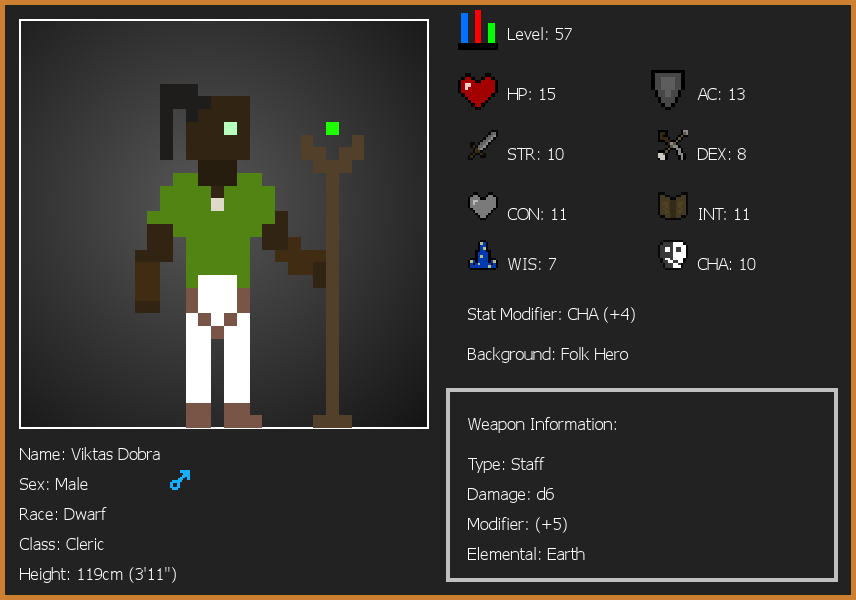 Level: 57
HP: 15
AC: 13
STR: 10
DEX: 8
CON: 11
INT: 11
WIS: 7
CHA: 10
Stat Modifier: CHA (+4)
Background: Folk Hero
Weapon Information:
Type: Staff
Damage: d6
Modifier: (+5)
Elemental: Earth
Name: Viktas Dobra
Sex: Male
Race: Dwarf
Class: Cleric
Height: 119cm (3'11")